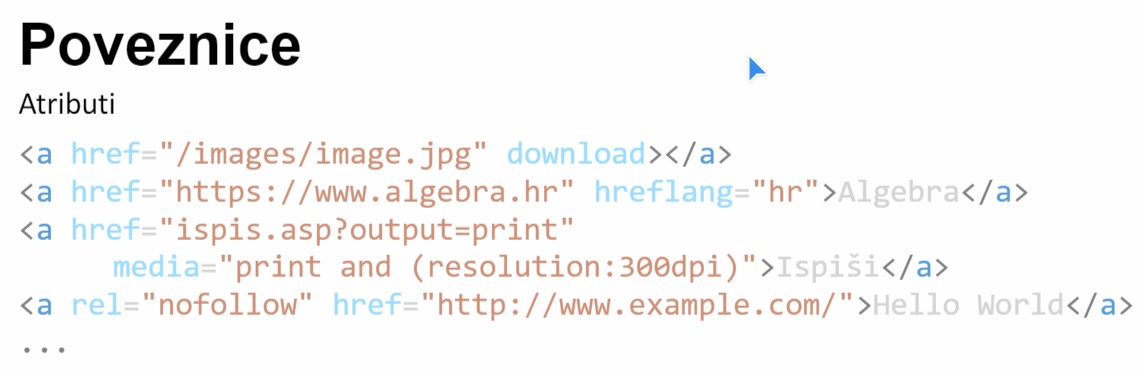 Poveznice
Atributi
<a href="/images/image.jpg" download></a>
<a href="https://www.algebra.hr" hreflang="hr">Algebra</a>
<a href="ispis.asp?output=print"
media="print and (resolution:300dpi)">Ispiši</a>
<a rel="nofollow" href="http://www.example.com/">Hello World</a>
...